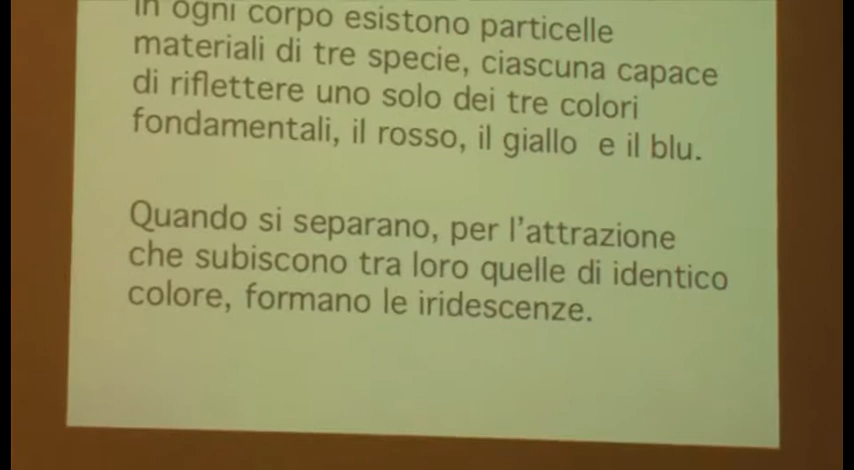 In ogni corpo esistono particelle
materiali di tre specie, ciascuna capace
di riflettere uno solo dei tre colori
fondamentali, il rosso, il giallo e il blu.
Quando si separano, per l'attrazione
che subiscono tra loro quelle di identico
colore, formano le iridescenze.